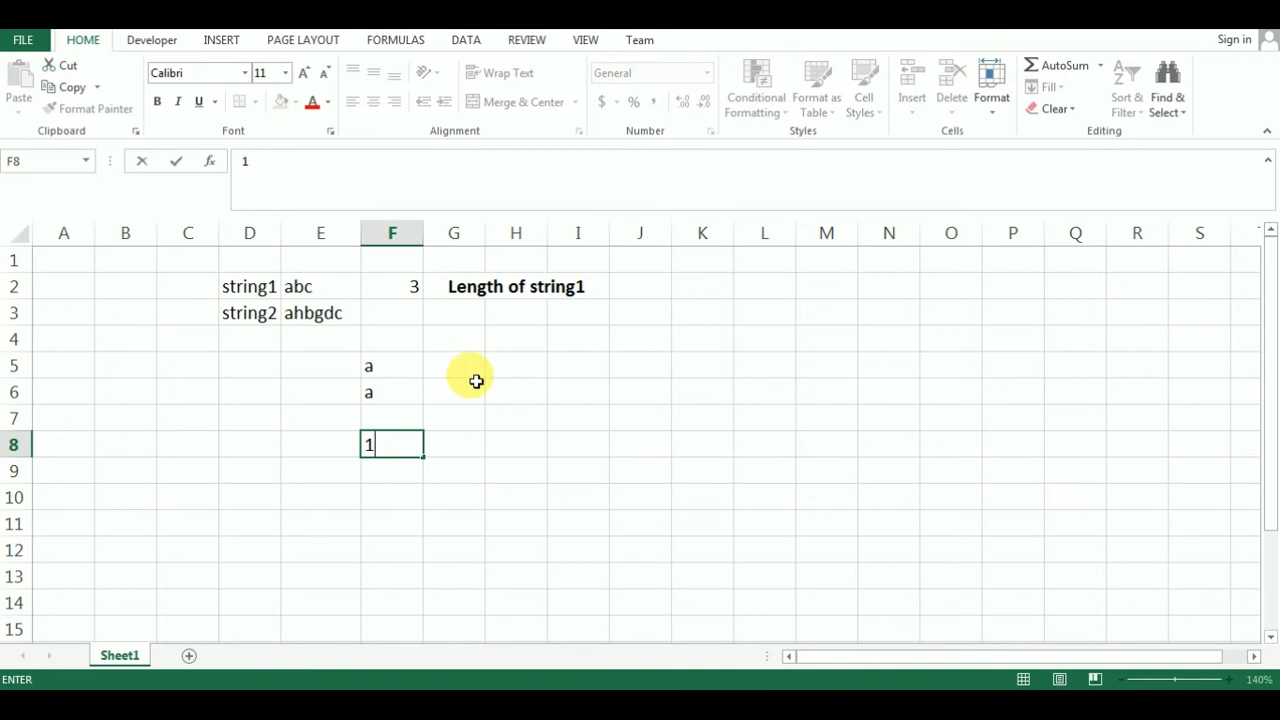 FILE HOME Developer INSERT PAGE LAYOUT FORMULAS DATA REVIEW VIEW Team Sign in
Cut
Copy
Format Painter
Paste
Clipboard
Calibri 11
B I U A
Font
Wrap Text
Merge & Center
Alignment
General
$ % ,
Number
Conditional Formatting
Format as Table
Cell Styles
Styles
Insert Delete Format
Cells
AutoSum
Fill
Clear
Sort & Filter
Find & Select
Editing
F8 fx 1
A B C D E F G H I J K L M N O P Q R S
1
2 string1 abc 3 Length of string1
3 string2 ahbgdc
4
5 a
6 a
7
8 1
9
10
11
12
13
14
15
Sheet1
ENTER 140%